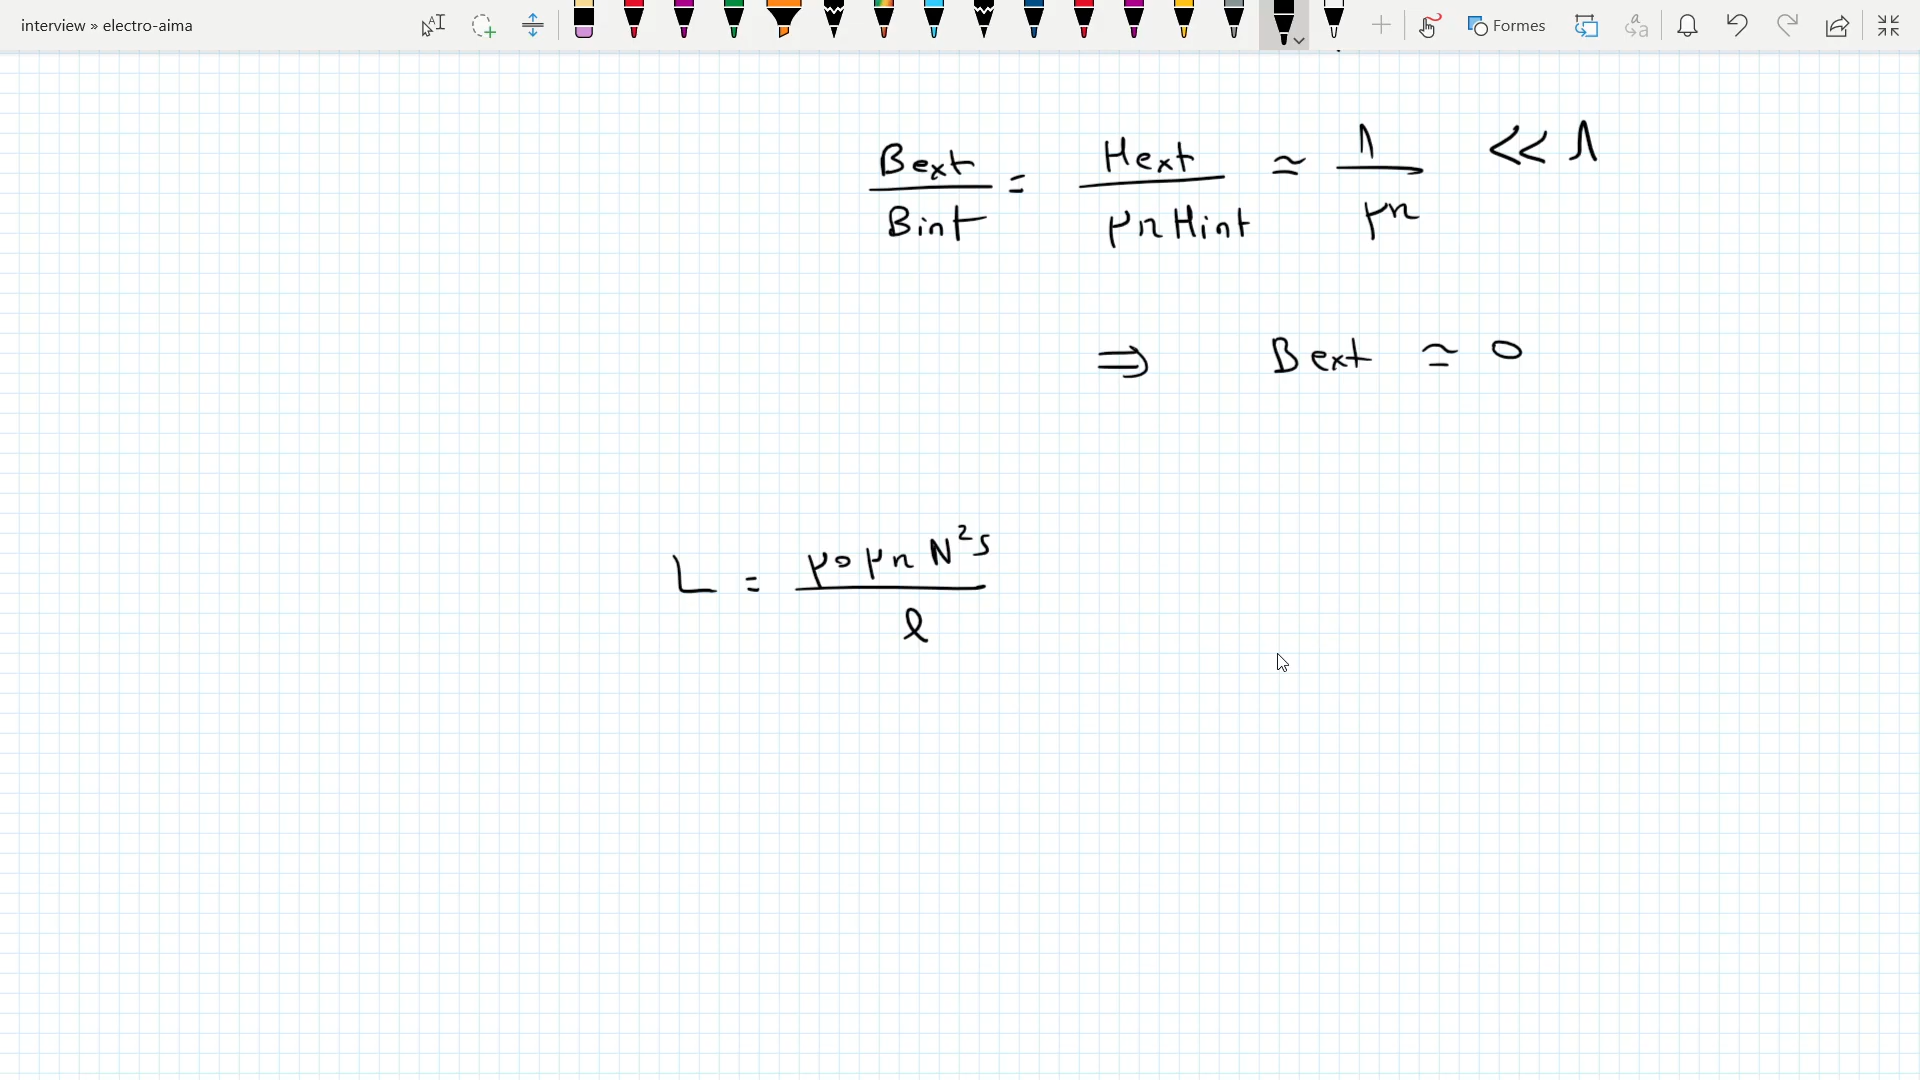 interview » electro-aima
Formes
Bext / Bint = Hext / μr Hint ≃ 1 / μr << 1
⇒ Bext ≃ 0
L = μ0 μr N²S / l